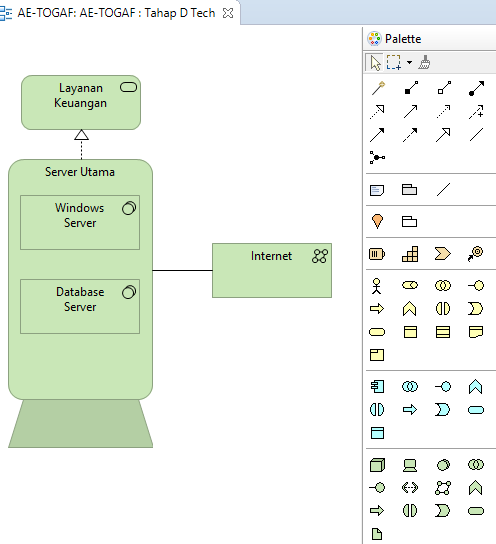 AE-TOGAF: AE-TOGAF : Tahap D Tech
Palette
Layanan
Keuangan
Server Utama
Windows
Server
Internet
Database
Server